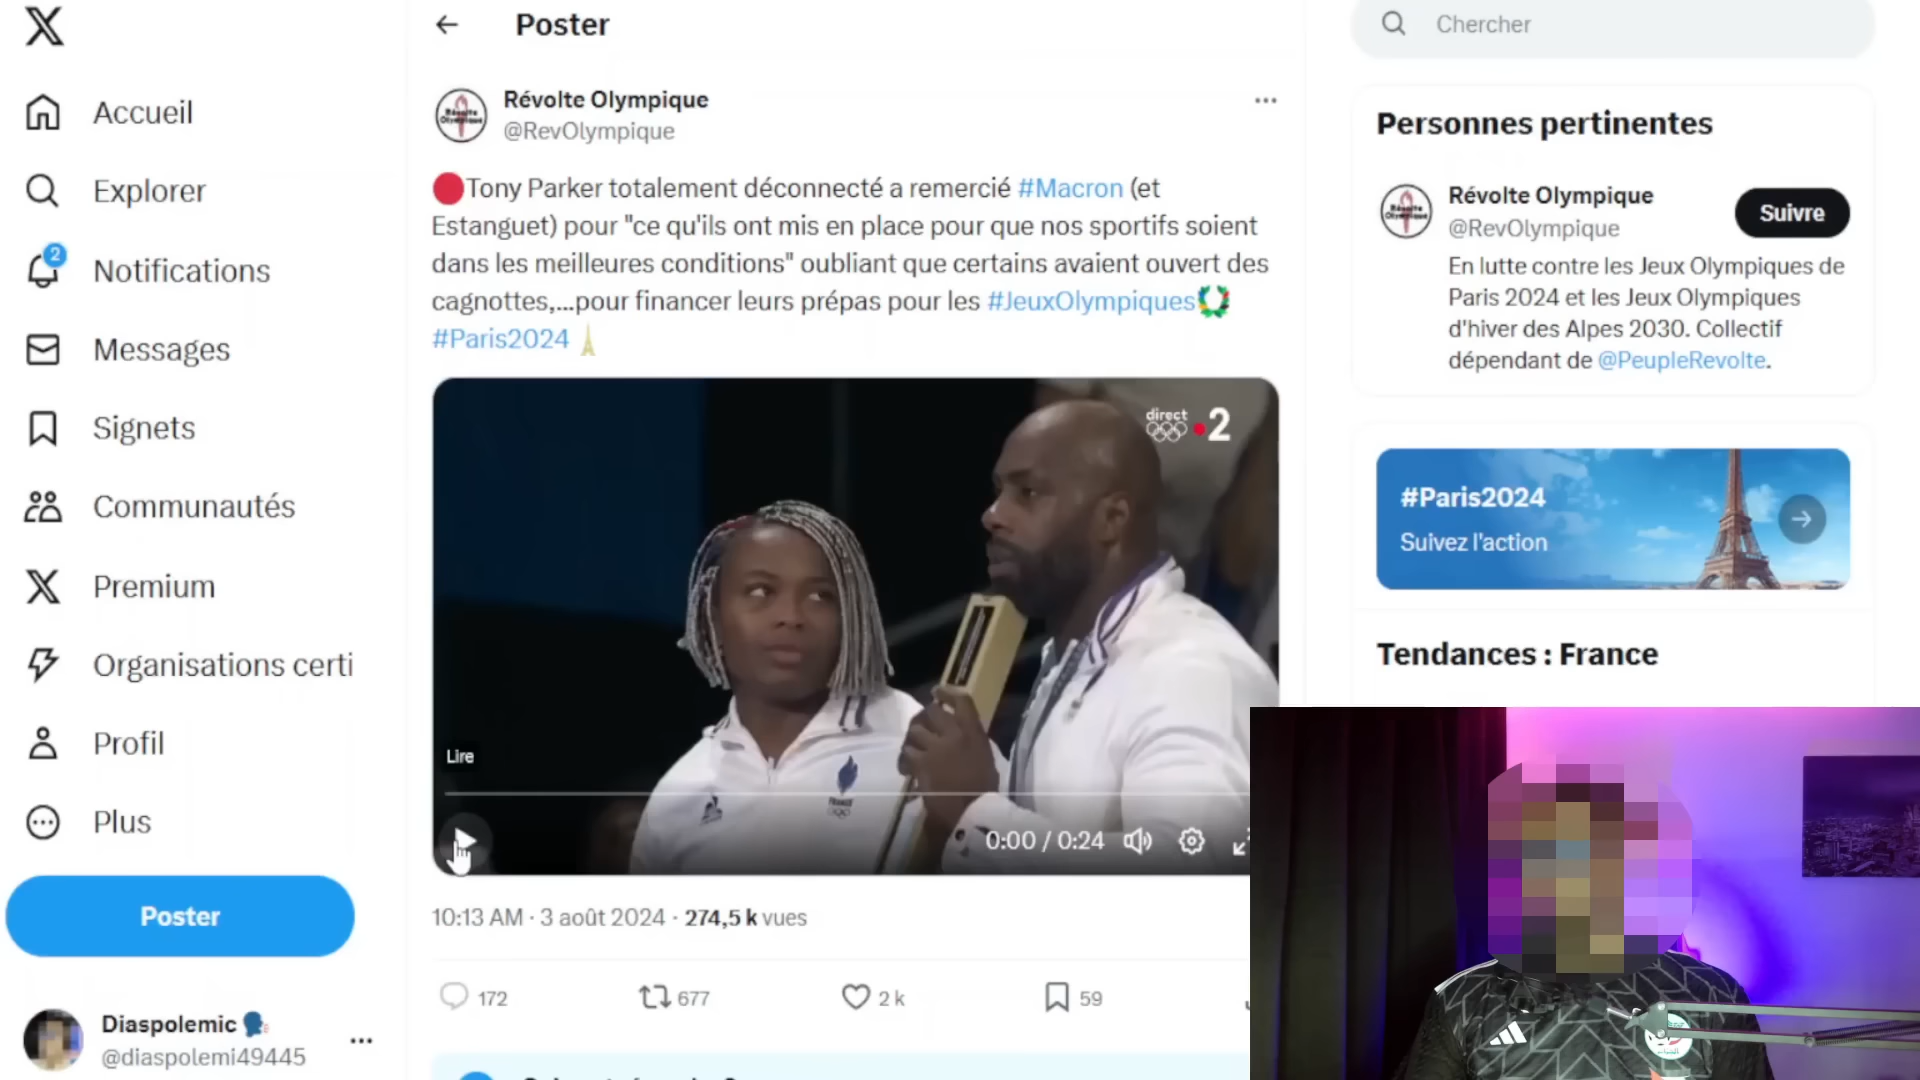 Poster
Chercher
Accueil
Explorer
2
Notifications
Messages
Signets
Communautés
Premium
Organisations certi
Profil
Plus
Poster
Diaspolemic
@diaspolemi49445
Révolte Olympique
@RevOlympique
Tony Parker totalement déconnecté a remercié #Macron (et
Estanguet) pour "ce qu'ils ont mis en place pour que nos sportifs soient
dans les meilleures conditions" oubliant que certains avaient ouvert des
cagnottes,...pour financer leurs prépas pour les #JeuxOlympiques
#Paris2024
direct
2
FRANCE
Lire
0:00 / 0:24
10:13 AM · 3 août 2024 · 274,5 k vues
172
677
2 k
59
Personnes pertinentes
Révolte Olympique
@RevOlympique
Suivre
En lutte contre les Jeux Olympiques de
Paris 2024 et les Jeux Olympiques
d'hiver des Alpes 2030. Collectif
dépendant de @PeupleRevolte.
#Paris2024
Suivez l'action
Tendances : France